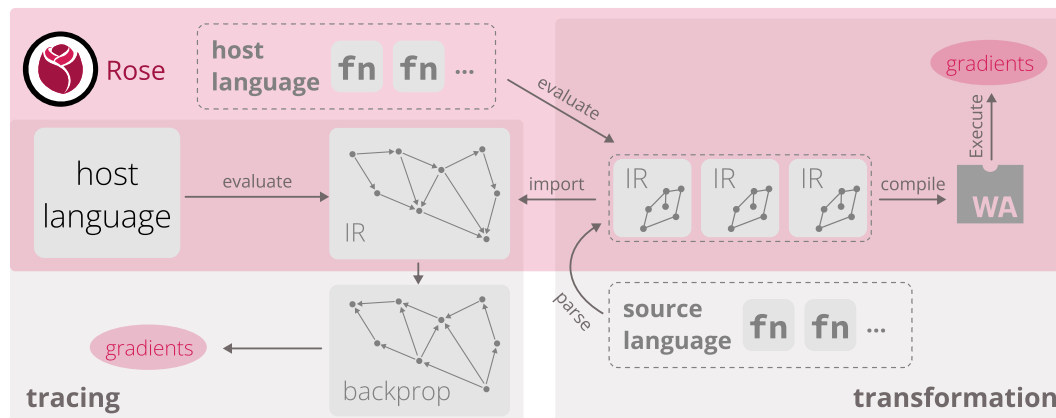 Rose
host
language
fn fn ...
evaluate
gradients
Execute
host
language
evaluate
IR
import
IR IR IR
compile
WA
parse
source
language
fn fn ...
backprop
gradients
tracing
transformation